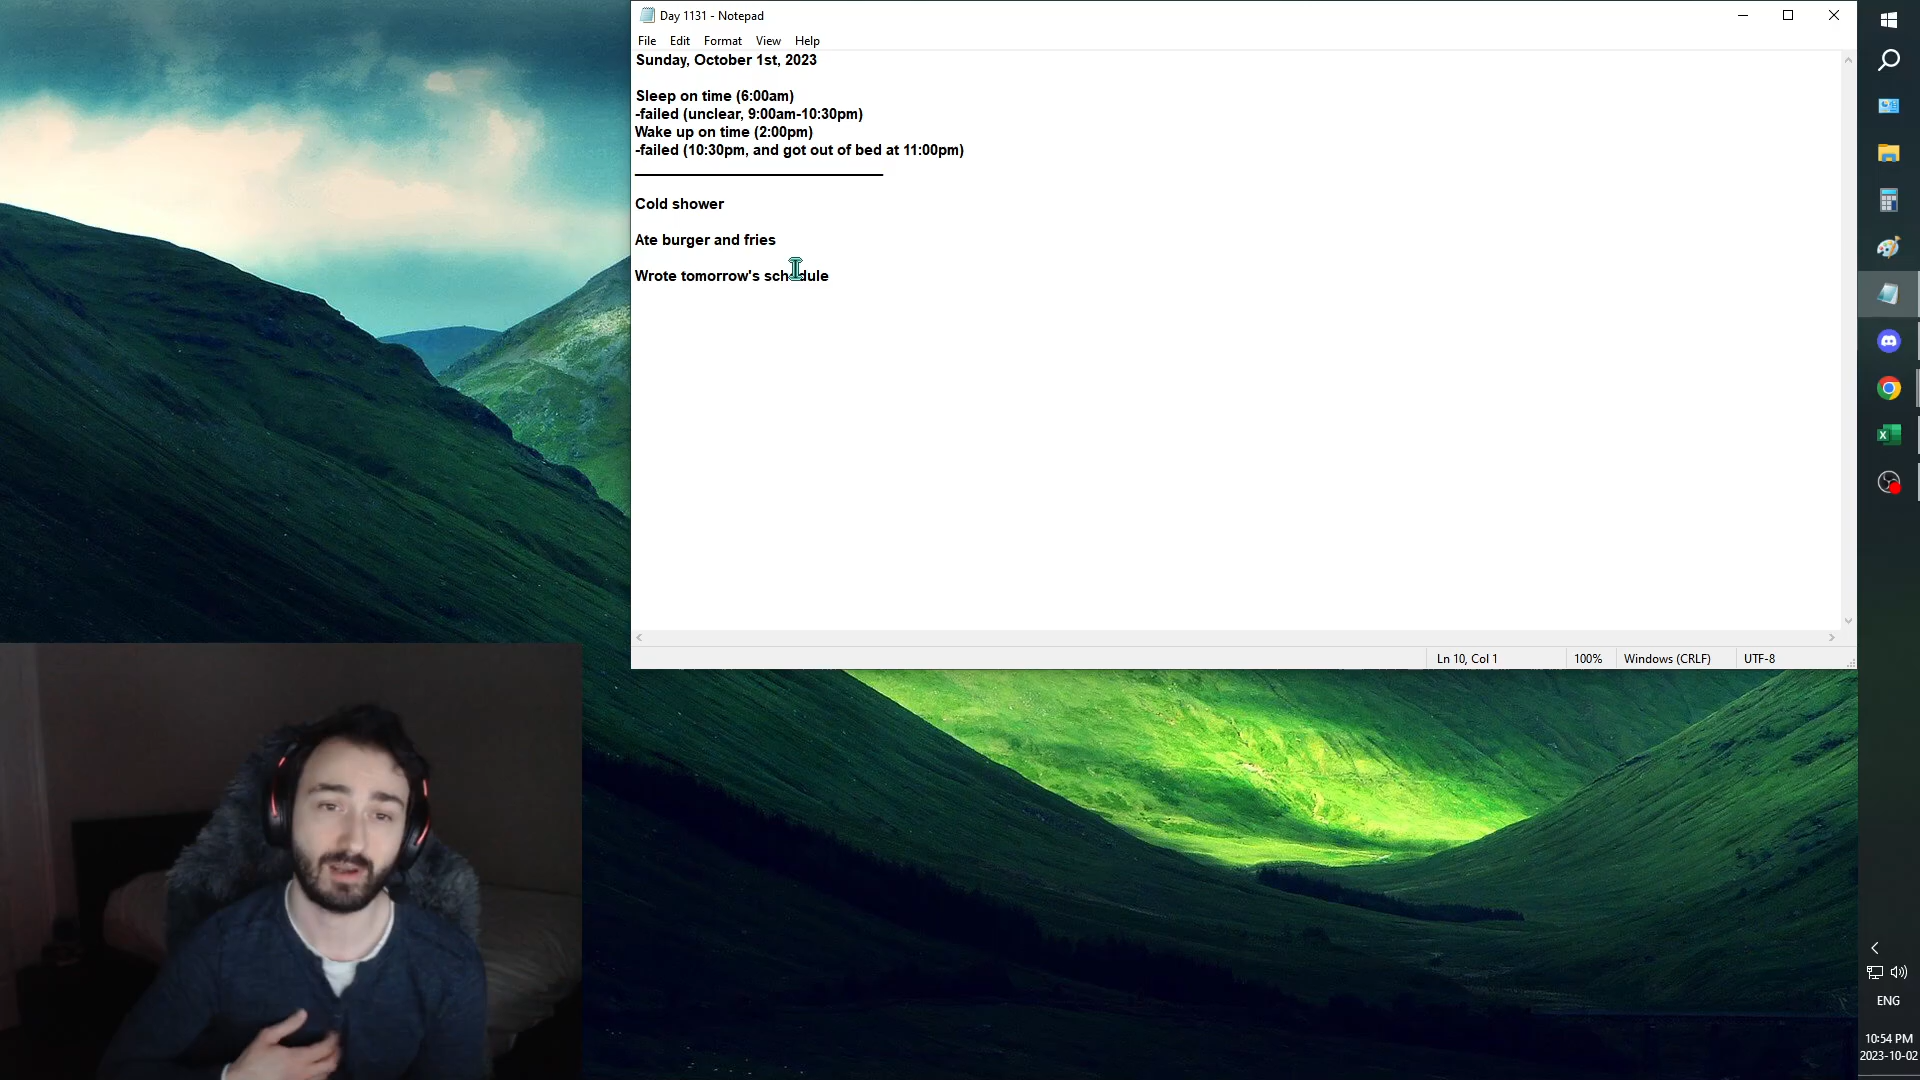 Day 1131 - Notepad
File Edit Format View Help
Sunday, October 1st, 2023
Sleep on time (6:00am)
-failed (unclear, 9:00am-10:30pm)
Wake up on time (2:00pm)
-failed (10:30pm, and got out of bed at 11:00pm)
Cold shower
Ate burger and fries
Wrote tomorrow's schedule
Ln 10, Col 1 100% Windows (CRLF) UTF-8
ENG
10:54 PM
2023-10-02